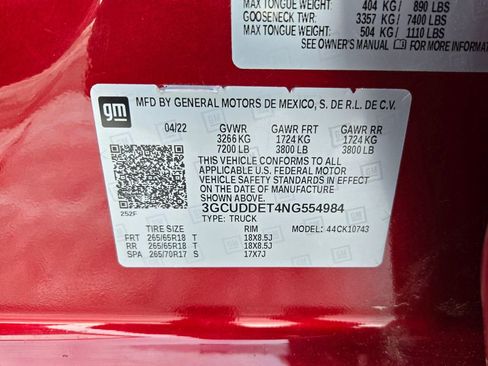 MAX TONGUE WEIGHT: 404 KG / 890 LBS
GOOSENECK TWR: 3357 KG / 7400 LBS
MAX TONGUE WEIGHT: 504 KG / 1110 LBS
SEE OWNER'S MANUAL FOR MORE INFORMAT
gm
MFD BY GENERAL MOTORS DE MEXICO, S. DE R.L. DE C.V.
04/22 GVWR GAWR FRT GAWR RR
3266 KG 1724 KG 1724 KG
7200 LB 3800 LB 3800 LB
THIS VEHICLE CONFORMS TO ALL
APPLICABLE U.S. FEDERAL MOTOR
VEHICLE SAFETY STANDARDS IN EFFECT
ON THE DATE OF MANUFACTURE
SHOWN ABOVE.
252F 3GCUDDET4NG554984
TYPE: TRUCK
TIRE SIZE RIM MODEL: 44CK10743
FRT 265/65R18 T 18X8.5J
RR 265/65R18 T 18X8.5J
SPA 265/70R17 S 17X7J